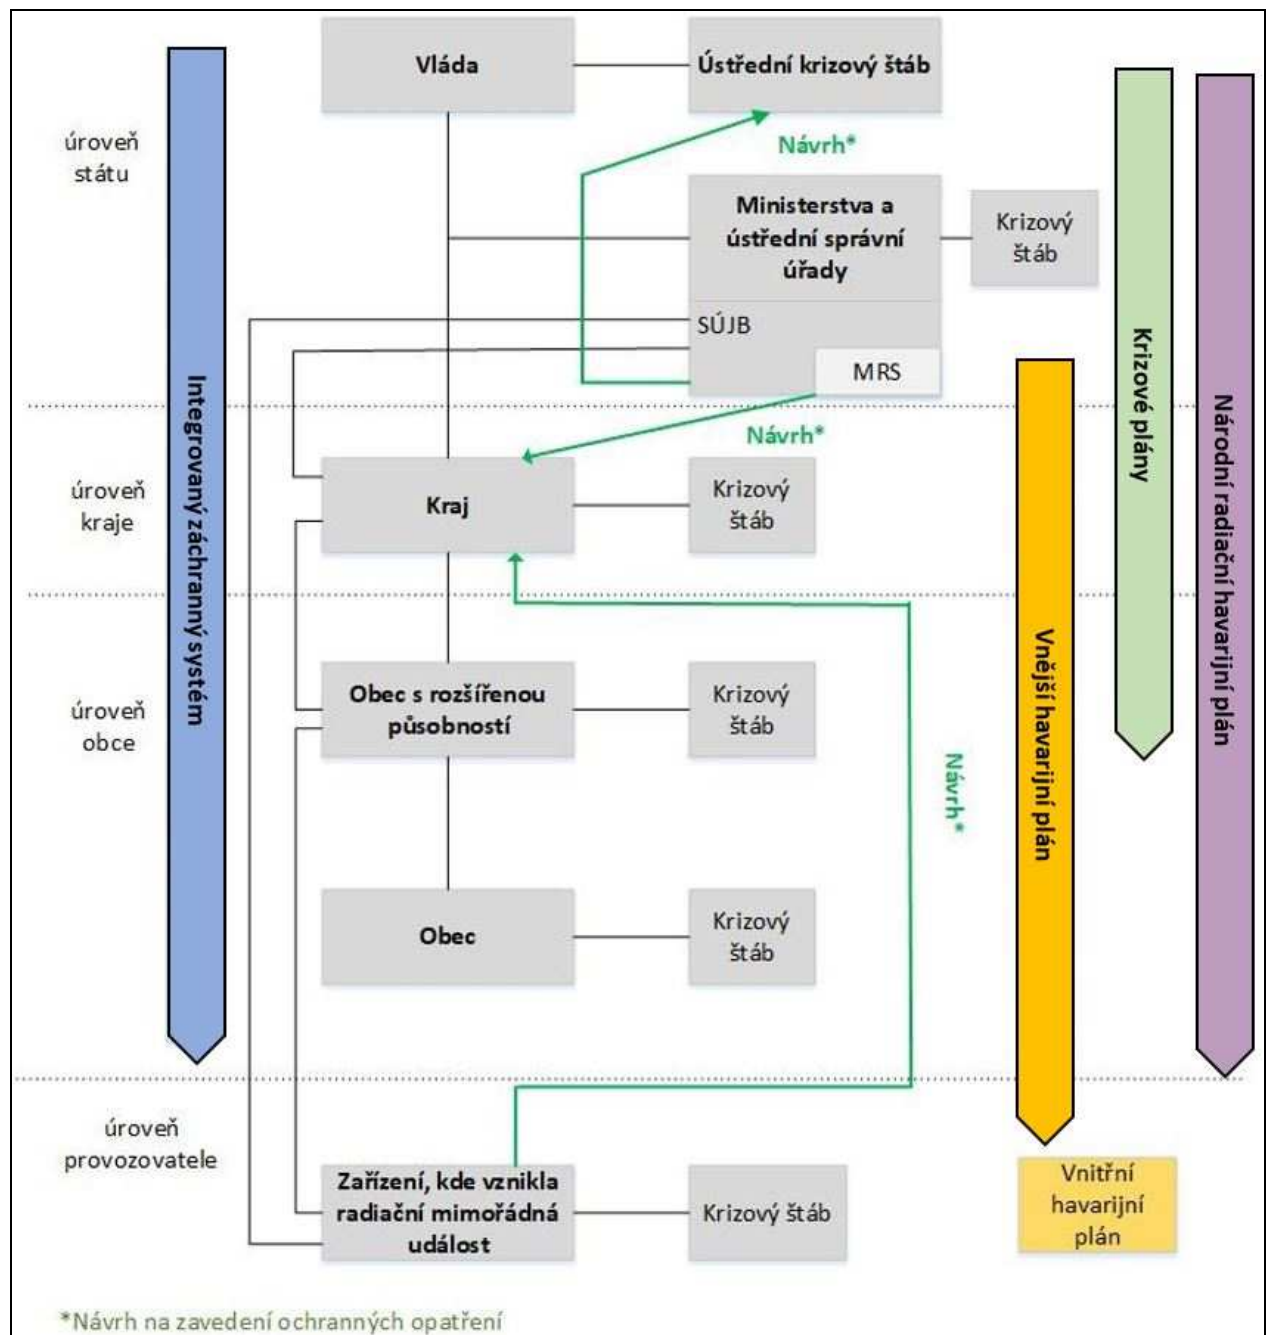 Vláda
Ústřední krizový štáb
úroveň
státu
Návrh*
Ministerstva a
ústřední správní
úřady
Krizový
štáb
SÚJB
MRS
Návrh*
úroveň
kraje
Kraj
Krizový
štáb
úroveň
obce
Obec s rozšířenou
působností
Krizový
štáb
Návrh*
Obec
Krizový
štáb
úroveň
provozovatele
Zařízení, kde vznikla
radiační mimořádná
událost
Krizový štáb
Vnitřní
havarijní
plán
Integrovaný záchranný systém
Vnější havarijní plán
Krizové plány
Národní radiační havarijní plán
*Návrh na zavedení ochranných opatření